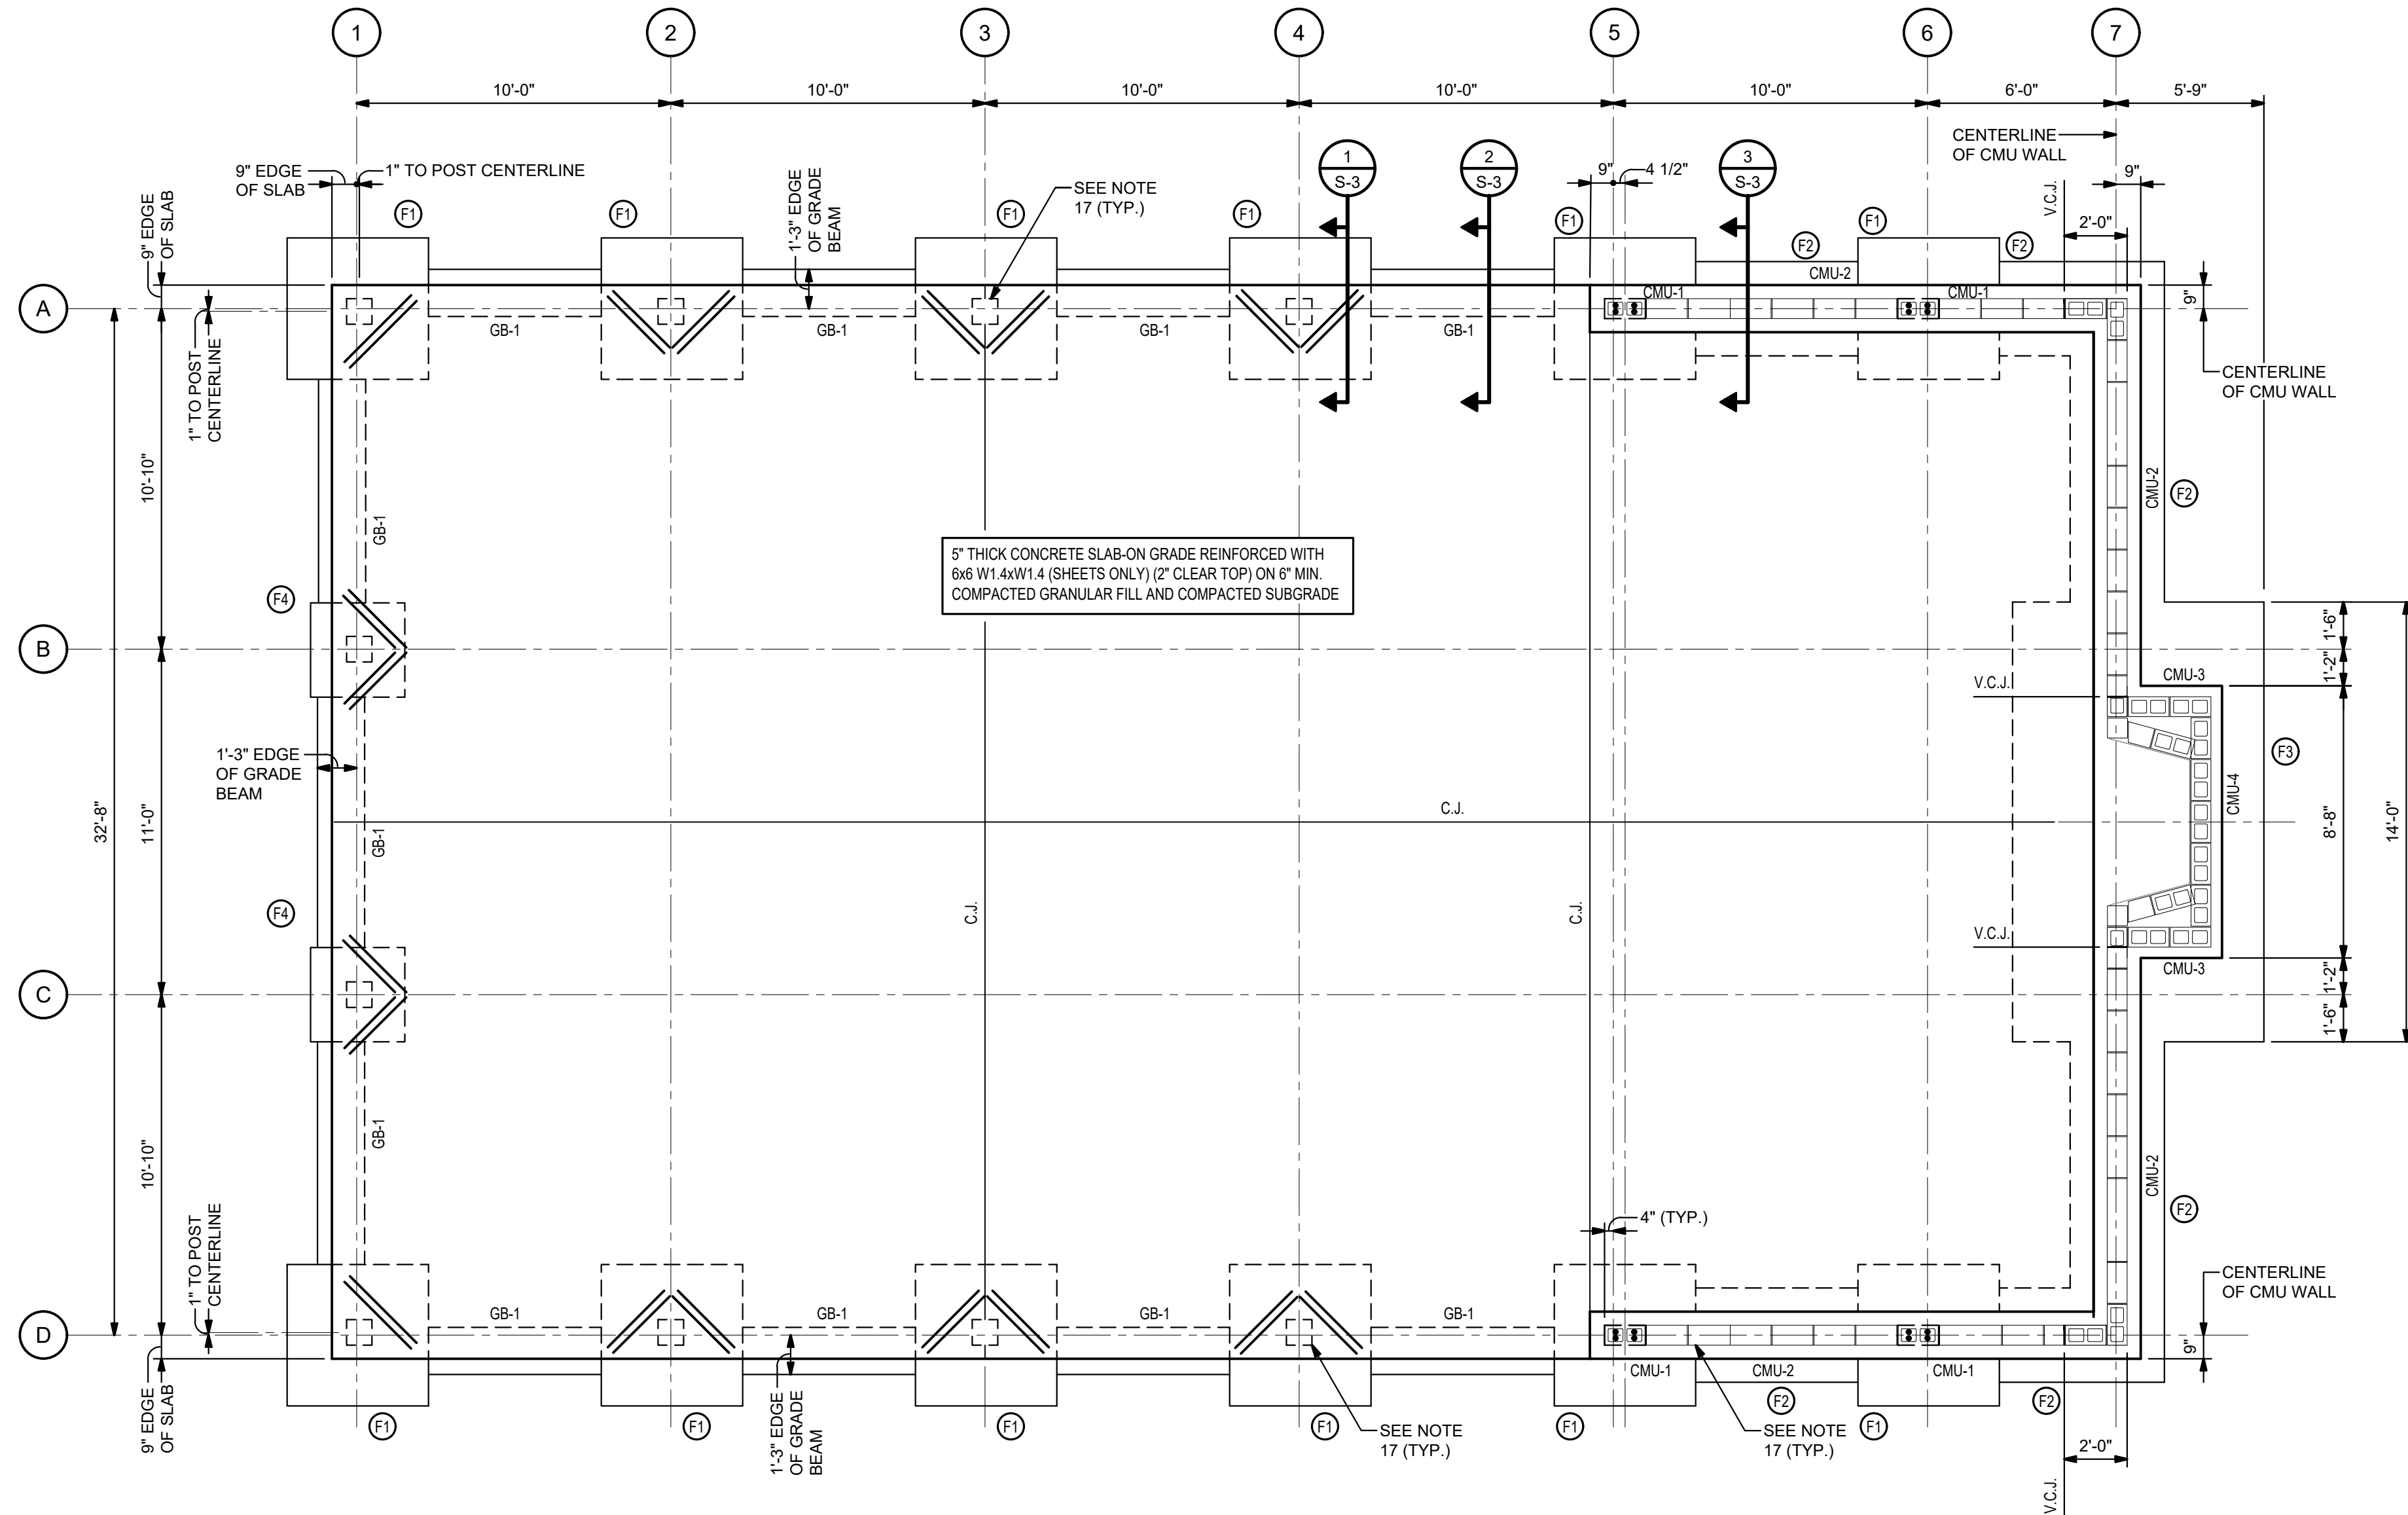 1
2
3
4
5
6
7
10'-0"
10'-0"
10'-0"
10'-0"
10'-0"
6'-0"
5'-9"
CENTERLINE
OF CMU WALL
9" EDGE
OF SLAB
1" TO POST CENTERLINE
1
S-3
2
S-3
3
S-3
9"
4 1/2"
9"
SEE NOTE
17 (TYP.)
9" EDGE
OF SLAB
1'-3" EDGE
OF GRADE
BEAM
V.C.J.
2'-0"
F1
F1
F1
F1
F1
F1
F2
F2
CMU-2
CMU-1
CMU-1
9"
A
GB-1
GB-1
GB-1
GB-1
1" TO POST
CENTERLINE
CENTERLINE
OF CMU WALL
10'-10"
GB-1
CMU-2
F2
5" THICK CONCRETE SLAB-ON GRADE REINFORCED WITH
6x6 W1.4xW1.4 (SHEETS ONLY) (2" CLEAR TOP) ON 6" MIN.
COMPACTED GRANULAR FILL AND COMPACTED SUBGRADE
F4
1'-6"
B
1'-2"
CMU-3
V.C.J.
1'-3" EDGE
OF GRADE
BEAM
F3
32'-8"
11'-0"
GB-1
C.J.
CMU-4
8'-8"
14'-0"
F4
C.J.
C.J.
V.C.J.
CMU-3
1'-2"
C
1'-6"
10'-10"
GB-1
CMU-2
F2
1" TO POST
CENTERLINE
4" (TYP.)
CENTERLINE
OF CMU WALL
GB-1
GB-1
GB-1
GB-1
D
9"
CMU-1
CMU-2
CMU-1
9" EDGE
OF SLAB
1'-3" EDGE
OF GRADE
BEAM
F2
F2
F1
F1
F1
F1
F1
F1
SEE NOTE
17 (TYP.)
SEE NOTE
17 (TYP.)
2'-0"
V.C.J.